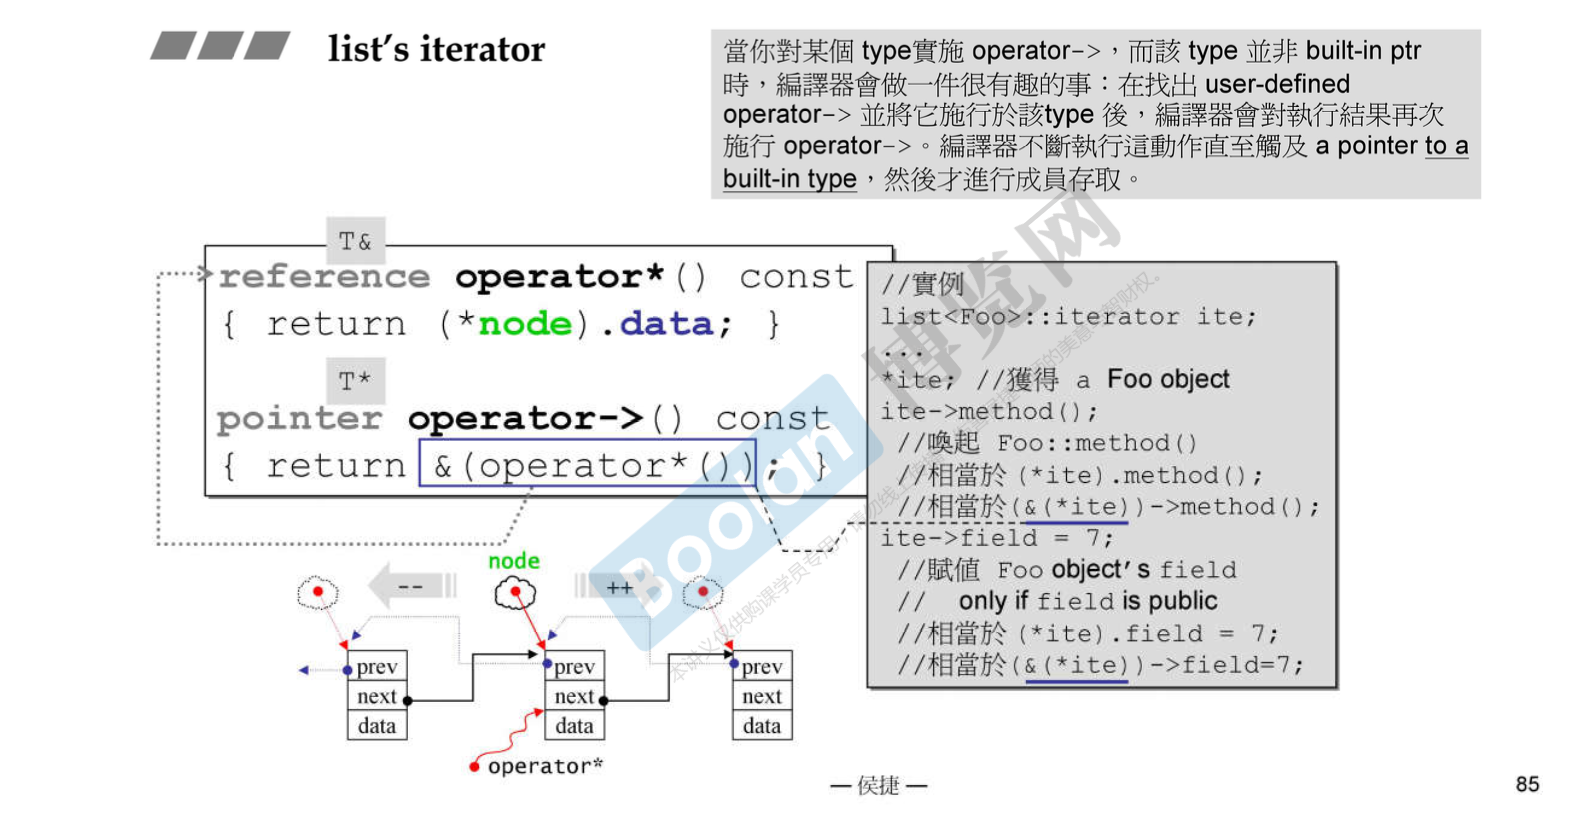 list's iterator
當你對某個 type實施 operator->，而該 type 並非 built-in ptr
時，編譯器會做一件很有趣的事：在找出 user-defined
operator-> 並將它施行於該type 後，編譯器會對執行結果再次
施行 operator->。編譯器不斷執行這動作直至觸及 a pointer to a
built-in type，然後才進行成員存取。
T&
reference operator*() const
{ return (*node).data; }
T*
pointer operator->() const
{ return &(operator*()); }
//實例
list<Foo>::iterator ite;
...
*ite; //獲得 a Foo object
ite->method();
//喚起 Foo::method()
//相當於 (*ite).method();
//相當於(&(*ite))->method();
ite->field = 7;
//賦值 Foo object's field
// only if field is public
//相當於 (*ite).field = 7;
//相當於(&(*ite))->field=7;
node
--
++
prev
next
data
prev
next
data
prev
next
data
operator*
Boolan
博览网
— 侯捷 —
85